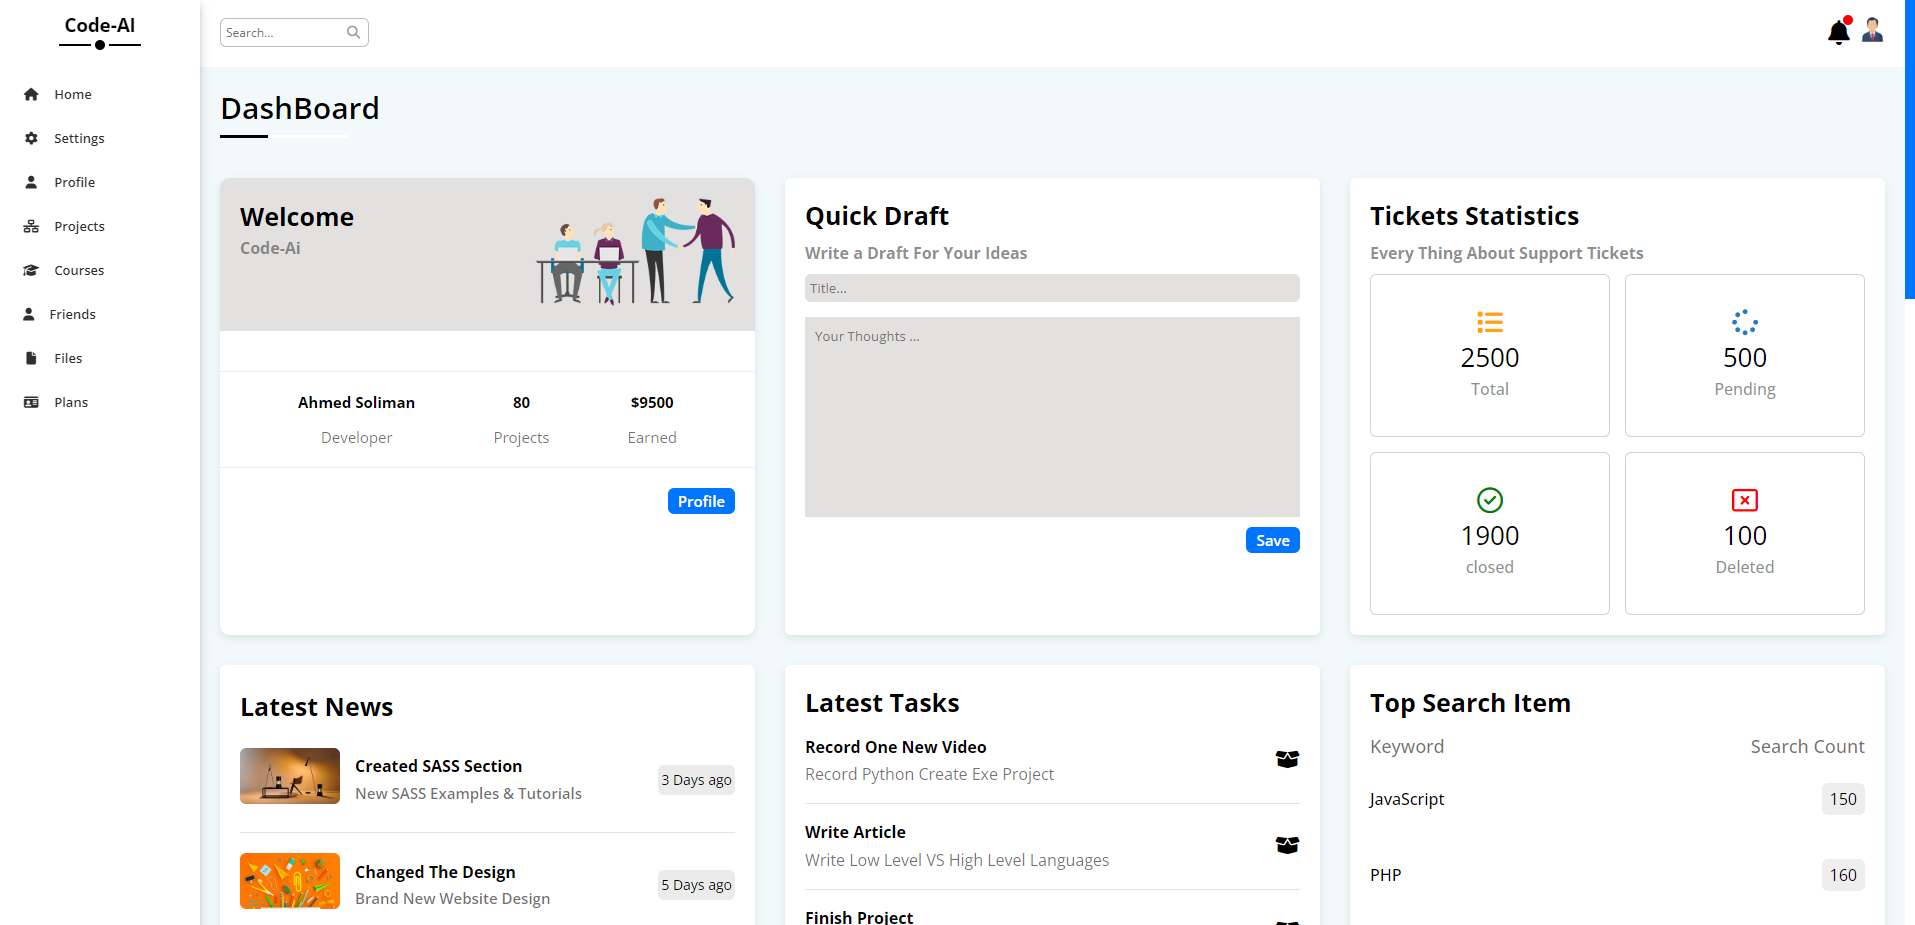 Code-AI
Search...
Home
Settings
Profile
Projects
Courses
Friends
Files
Plans
DashBoard
Welcome
Code-Ai
Ahmed Soliman
80
$9500
Developer
Projects
Earned
Profile
Quick Draft
Write a Draft For Your Ideas
Title...
Your Thoughts ...
Save
Tickets Statistics
Every Thing About Support Tickets
2500
Total
500
Pending
1900
closed
100
Deleted
Latest News
Created SASS Section
New SASS Examples & Tutorials
3 Days ago
Changed The Design
Brand New Website Design
5 Days ago
Latest Tasks
Record One New Video
Record Python Create Exe Project
Write Article
Write Low Level VS High Level Languages
Finish Project
Top Search Item
Keyword
Search Count
JavaScript
150
PHP
160